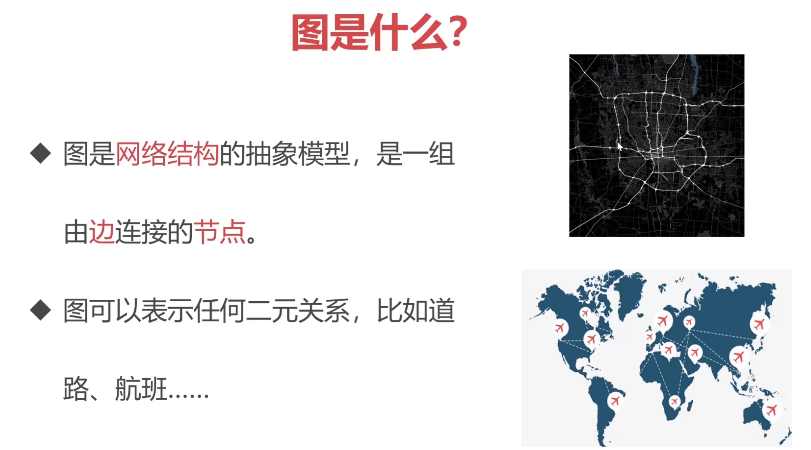 图是什么？
◆ 图是网络结构的抽象模型，是一组
由边连接的节点。
◆ 图可以表示任何二元关系，比如道
路、航班……